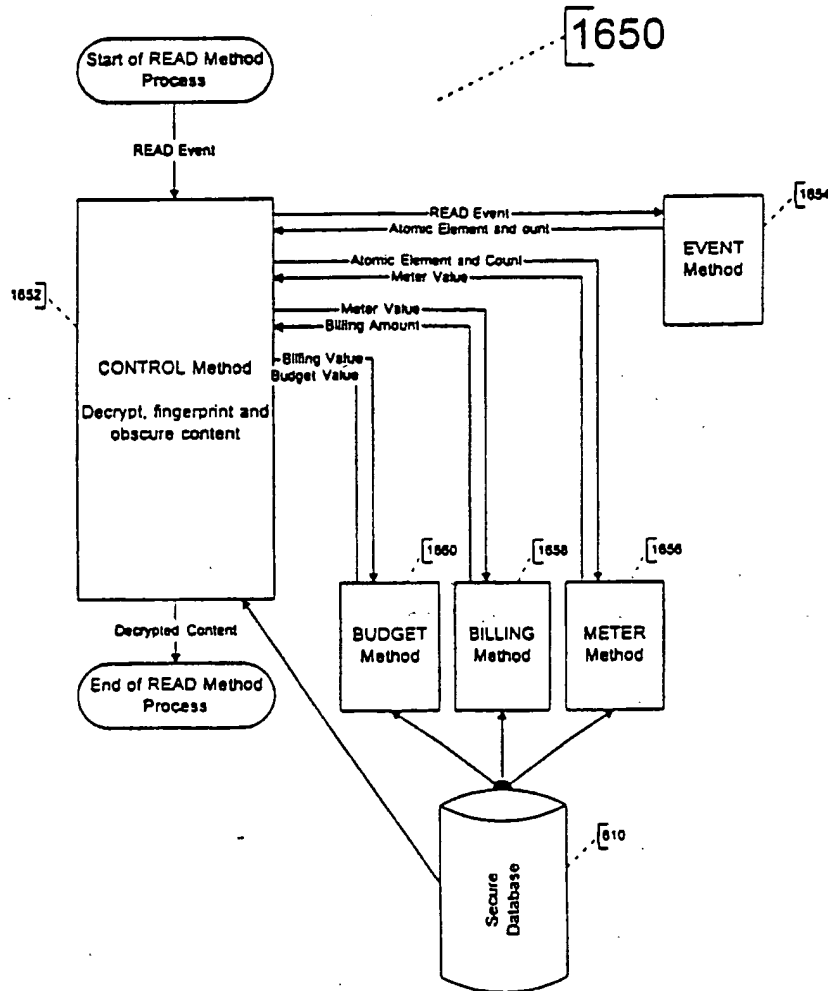 1650
Start of READ Method
Process
READ Event
READ Event
Atomic Element and ount
1654
EVENT
Method
Atomic Element and Count
Meter Value
1652
Meter Value
Billing Amount
CONTROL Method
Decrypt, fingerprint and
obscure content
Billing Value
Budget Value
1660
1658
1656
BUDGET
Method
BILLING
Method
METER
Method
Decrypted Content
End of READ Method
Process
610
Secure
Database